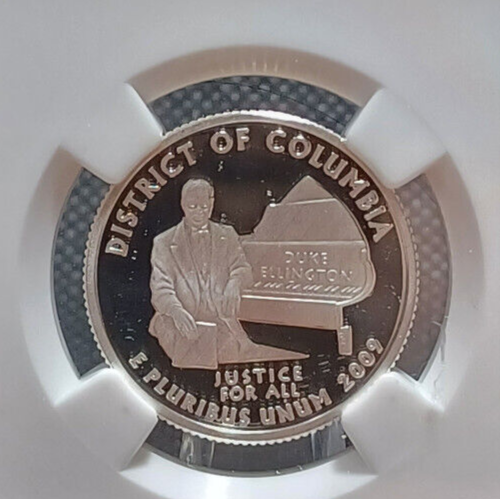 DISTRICT OF COLUMBIA
DUKE
ELLINGTON
JUSTICE
FOR ALL
E PLURIBUS UNUM 2009